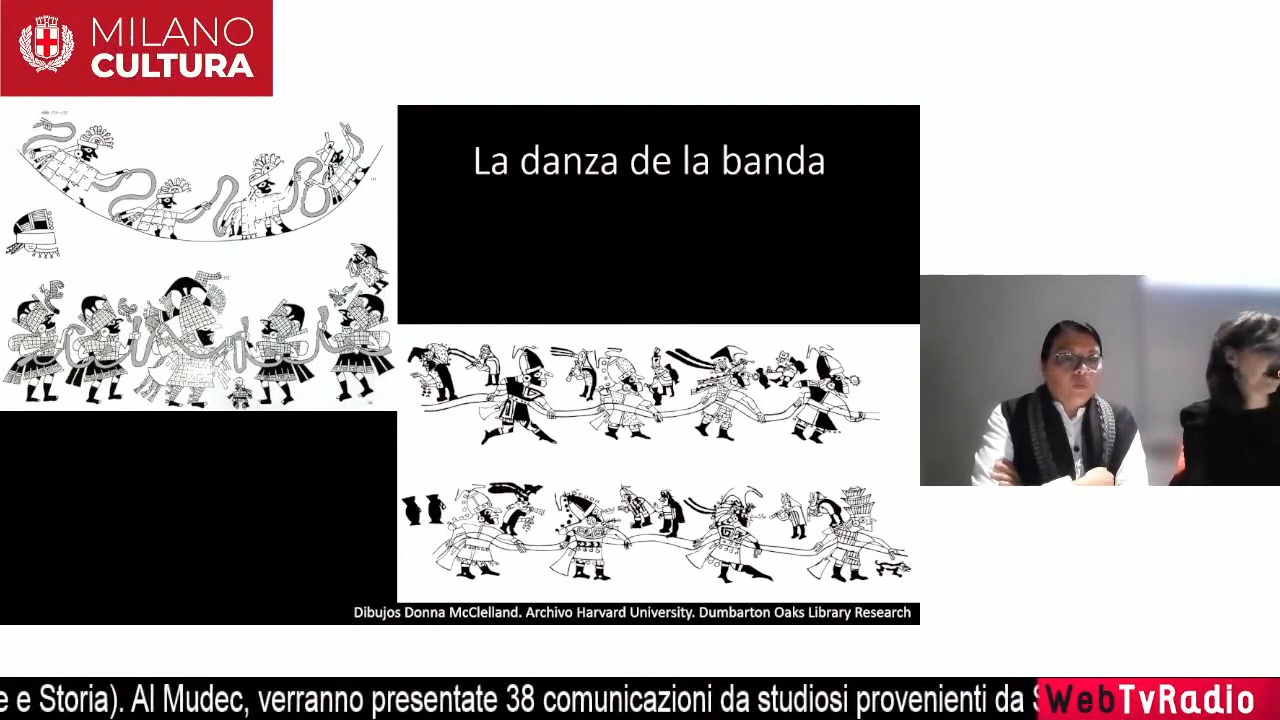 MILANO
CULTURA
La danza de la banda
Dibujos Donna McClelland. Archivo Harvard University. Dumbarton Oaks Library Research
e e Storia). Al Mudec, verranno presentate 38 comunicazioni da studiosi provenienti da S
WebTvRadio